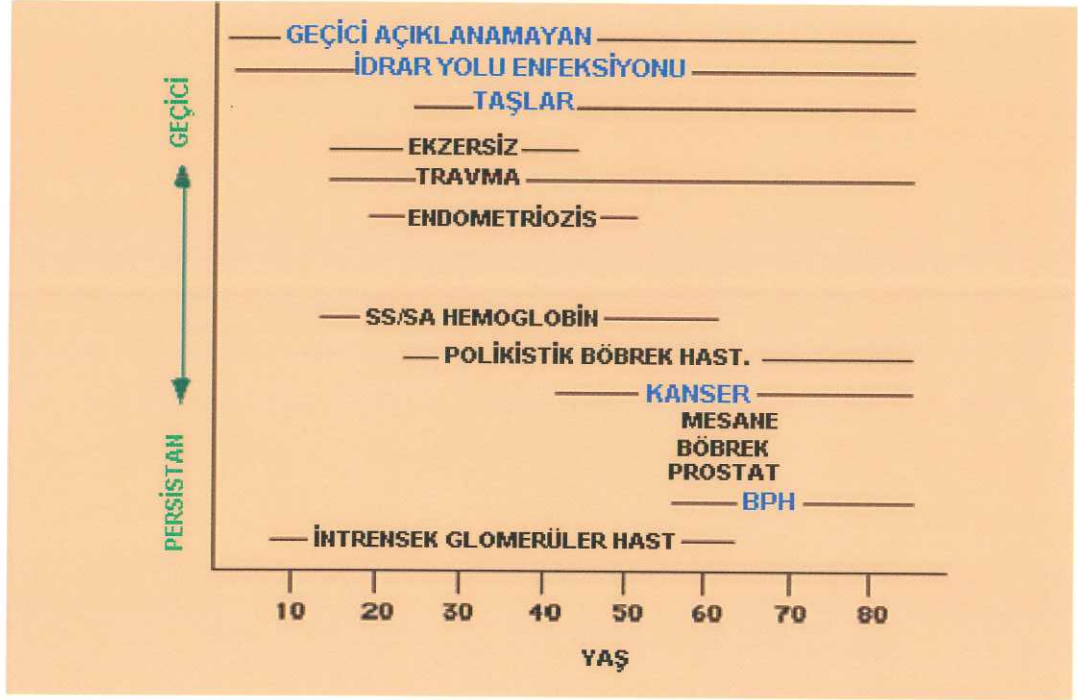 GEÇİCİ AÇIKLANAMAYAN
İDRAR YOLU ENFEKSİYONU
TAŞLAR
EKZERSİZ
TRAVMA
ENDOMETRİOZİS
SS/SA HEMOGLOBİN
POLİKİSTİK BÖBREK HAST.
KANSER
MESANE
BÖBREK
PROSTAT
BPH
İNTRENSEK GLOMERÜLER HAST
GEÇİCİ
PERSİSTAN
10 20 30 40 50 60 70 80
YAŞ